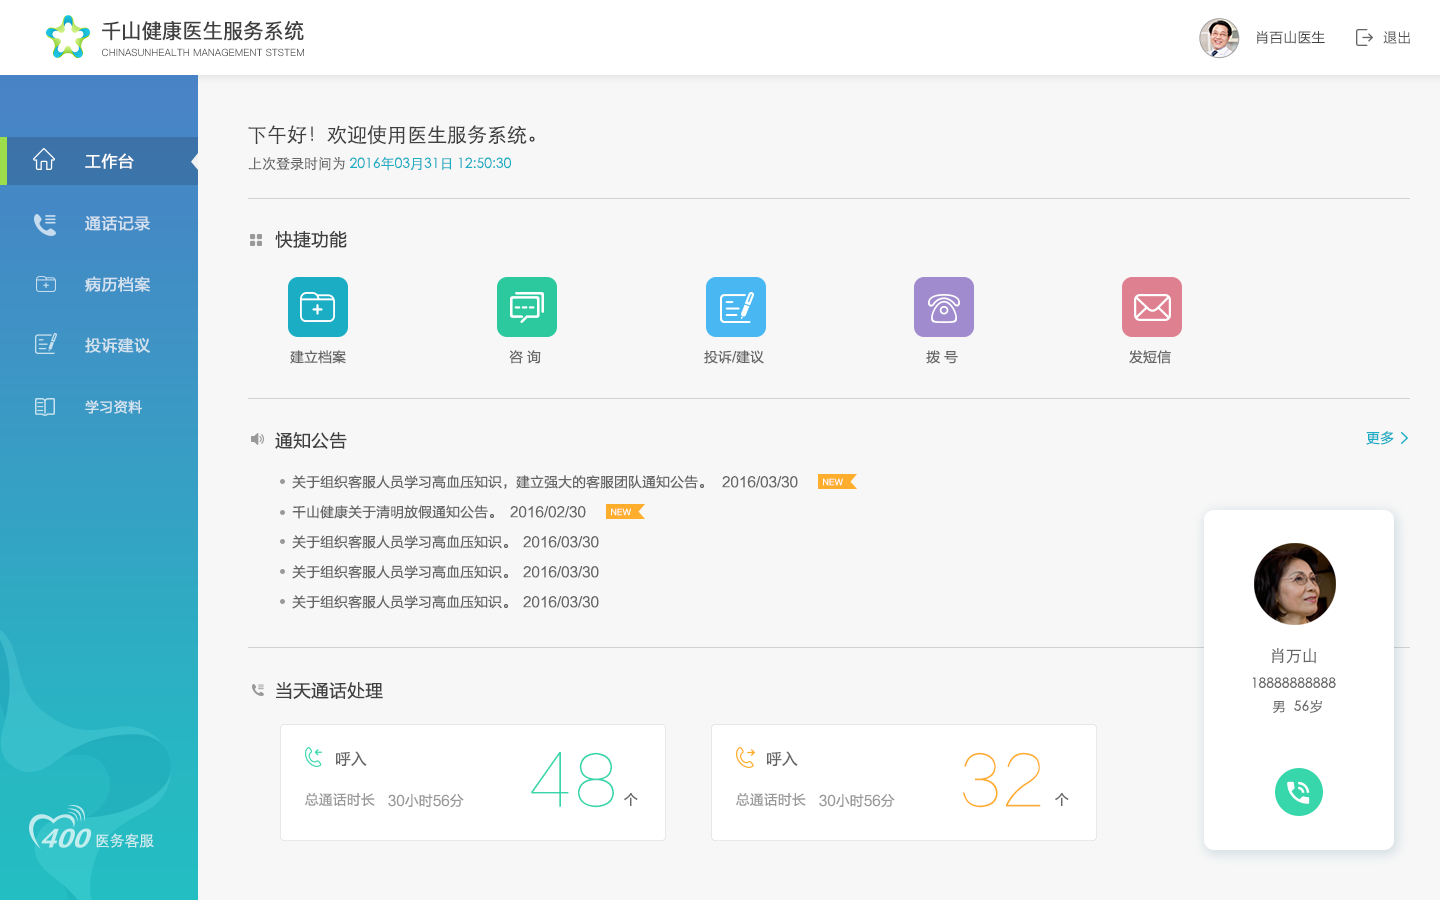 千山健康医生服务系统
CHINASUNHEALTH MANAGEMENT STSTEM
肖百山医生
退出
工作台
通话记录
病历档案
投诉建议
学习资料
400 医务客服
下午好！欢迎使用医生服务系统。
上次登录时间为 2016年03月31日 12:50:30
快捷功能
建立档案
咨 询
投诉/建议
拨 号
发短信
通知公告
更多
关于组织客服人员学习高血压知识，建立强大的客服团队通知公告。 2016/03/30 NEW
千山健康关于清明放假通知公告。 2016/02/30 NEW
关于组织客服人员学习高血压知识。 2016/03/30
关于组织客服人员学习高血压知识。 2016/03/30
关于组织客服人员学习高血压知识。 2016/03/30
当天通话处理
呼入
总通话时长 30小时56分
48 个
呼入
总通话时长 30小时56分
32 个
肖万山
18888888888
男 56岁